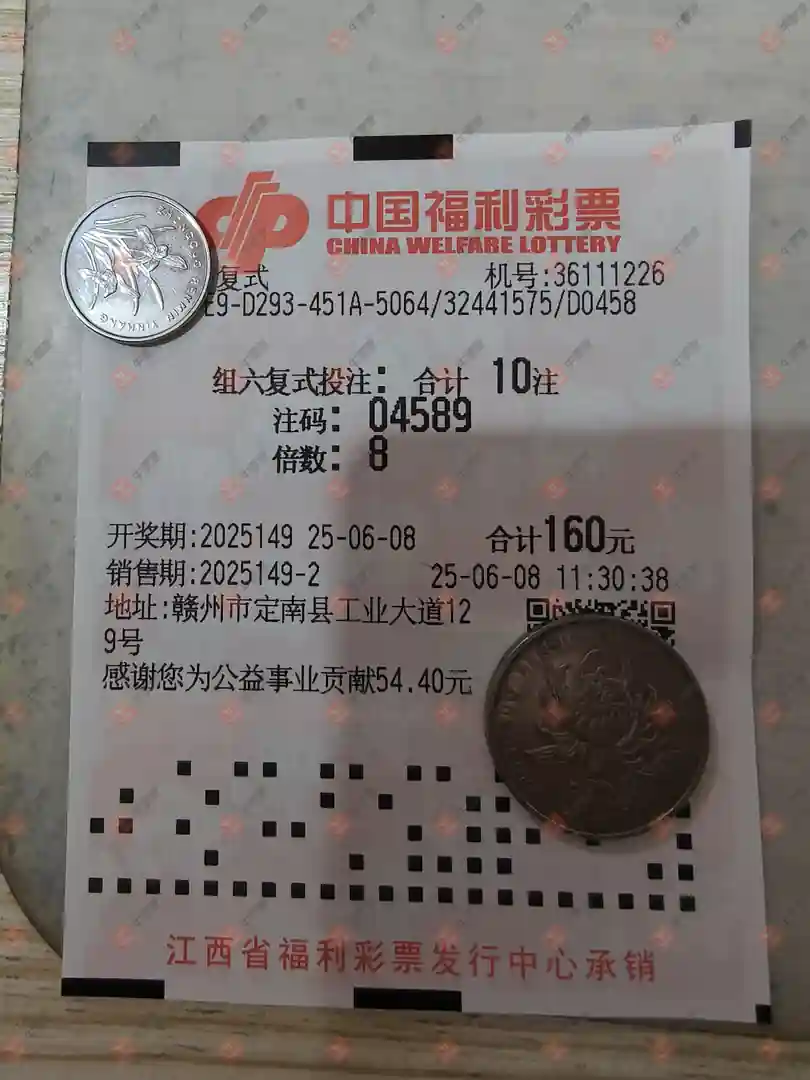 中国福利彩票
CHINA WELFARE LOTTERY
复式 机号:36111226
E9-D293-451A-5064/32441575/D0458
组六复式投注: 合计 10注
注码: 04589
倍数: 8
开奖期:2025149 25-06-08 合计160元
销售期:2025149-2 25-06-08 11:30:38
地址:赣州市定南县工业大道12
9号
感谢您为公益事业贡献54.40元
江西省福利彩票发行中心承销